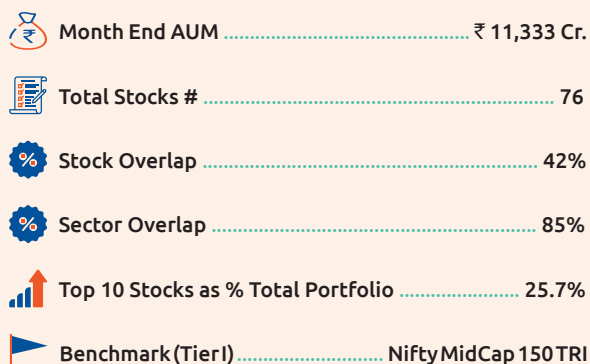 Month End AUM ₹ 11,333 Cr.
Total Stocks # 76
% Stock Overlap 42%
% Sector Overlap 85%
Top 10 Stocks as % Total Portfolio 25.7%
Benchmark (Tier I) Nifty MidCap 150 TRI